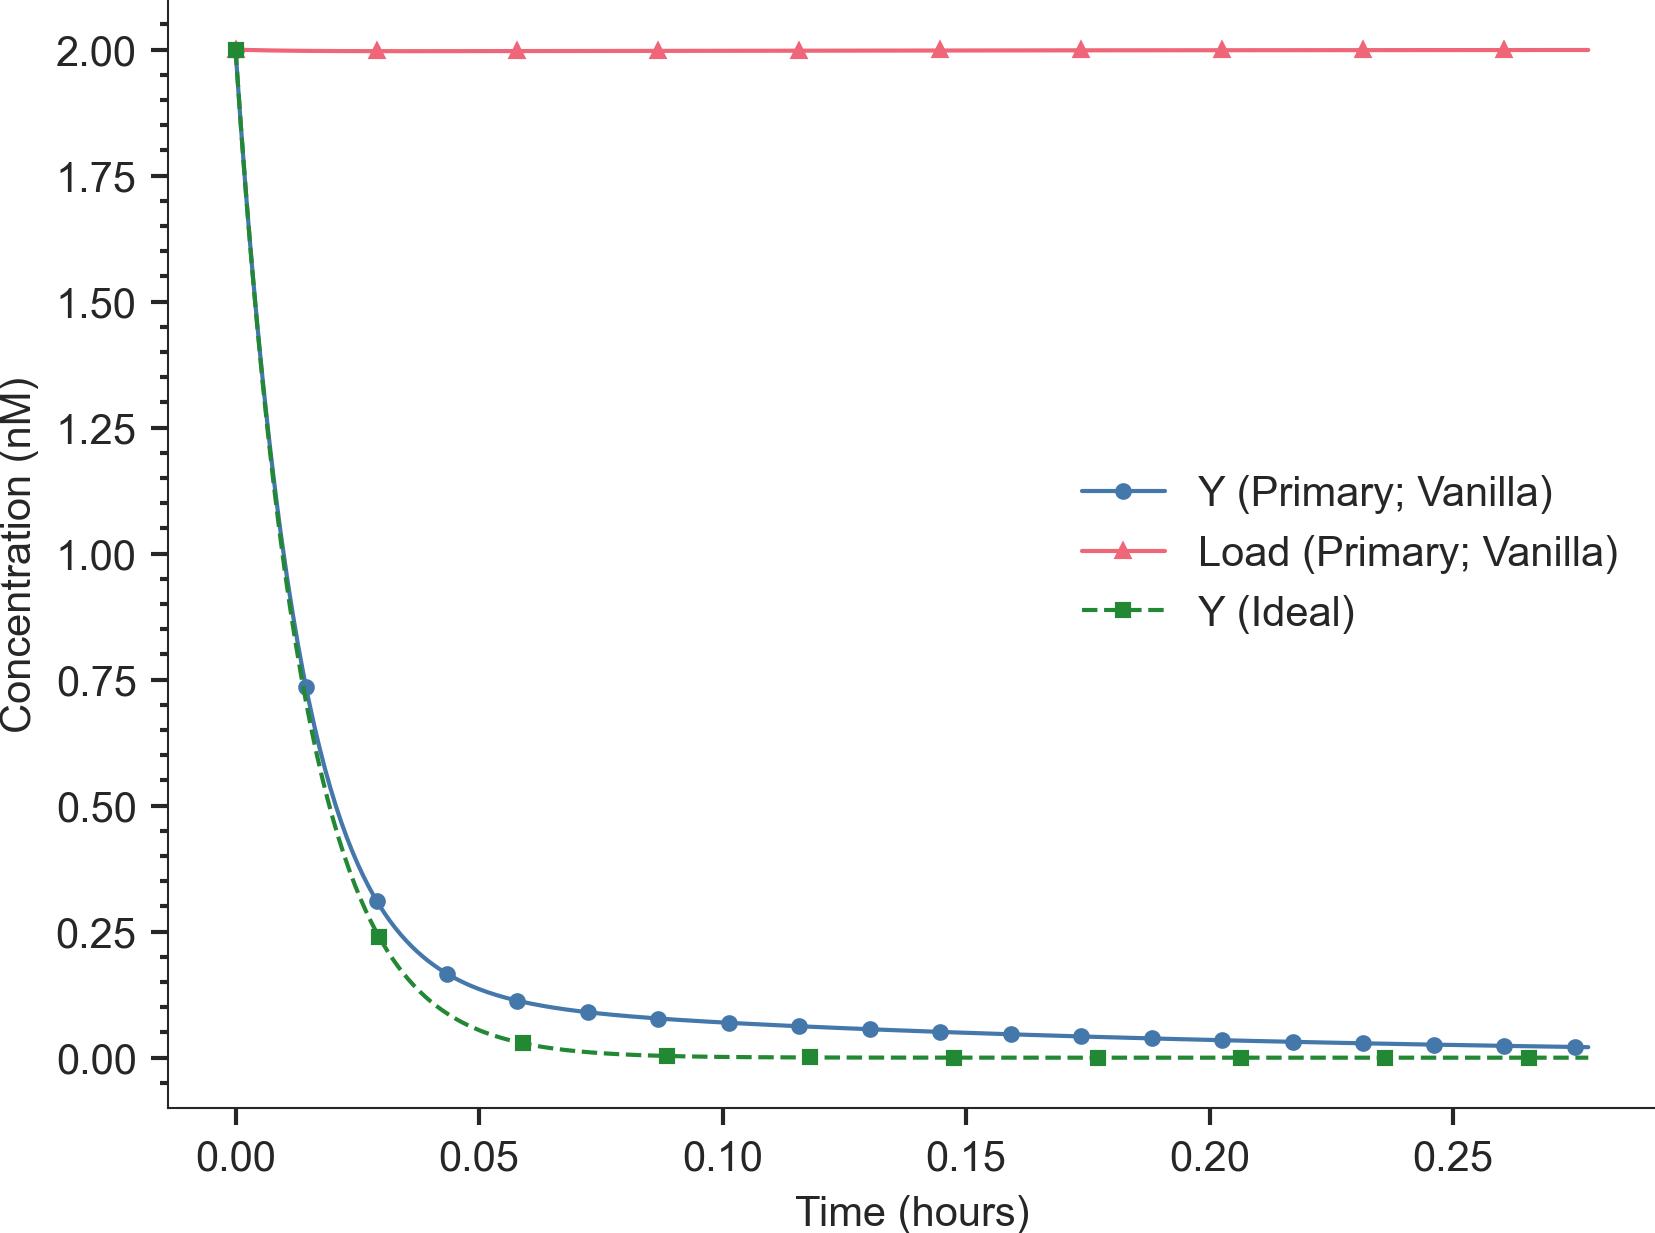 2.00
1.75
1.50
1.25
1.00
0.75
0.50
0.25
0.00
Concentration (nM)
Y (Primary; Vanilla)
Load (Primary; Vanilla)
Y (Ideal)
0.00 0.05 0.10 0.15 0.20 0.25
Time (hours)